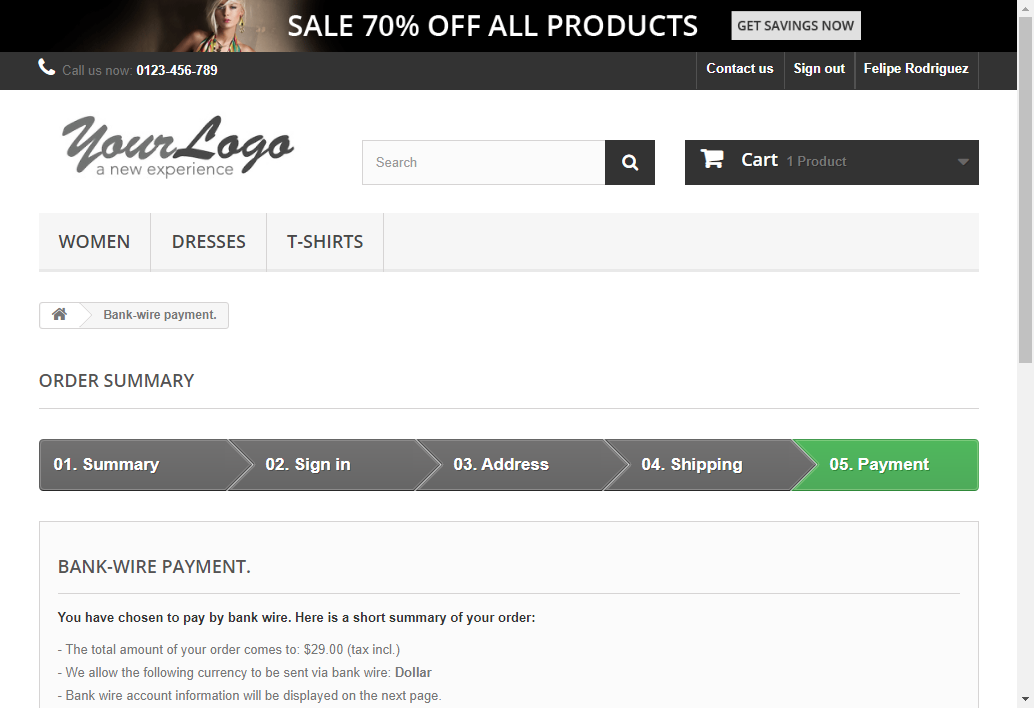 SALE 70% OFF ALL PRODUCTS GET SAVINGS NOW
Call us now: 0123-456-789 Contact us Sign out Felipe Rodriguez
YourLogo
a new experience
Search
Cart 1 Product
WOMEN DRESSES T-SHIRTS
Bank-wire payment.
ORDER SUMMARY
01. Summary 02. Sign in 03. Address 04. Shipping 05. Payment
BANK-WIRE PAYMENT.
You have chosen to pay by bank wire. Here is a short summary of your order:
- The total amount of your order comes to: $29.00 (tax incl.)
- We allow the following currency to be sent via bank wire: Dollar
- Bank wire account information will be displayed on the next page.